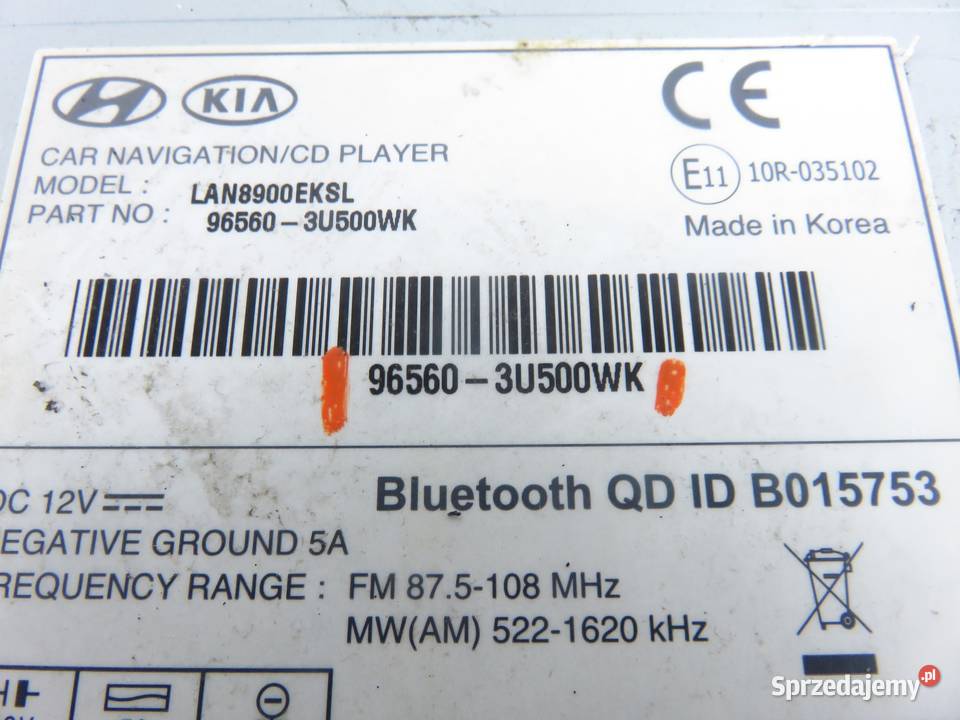 KIA
CE
CAR NAVIGATION/CD PLAYER
MODEL : LAN8900EKSL
PART NO : 96560-3U500WK
E11 10R-035102
Made in Korea
96560-3U500WK
DC 12V
Bluetooth QD ID B015753
NEGATIVE GROUND 5A
FREQUENCY RANGE : FM 87.5-108 MHz
MW(AM) 522-1620 kHz
Sprzedajemy.pl